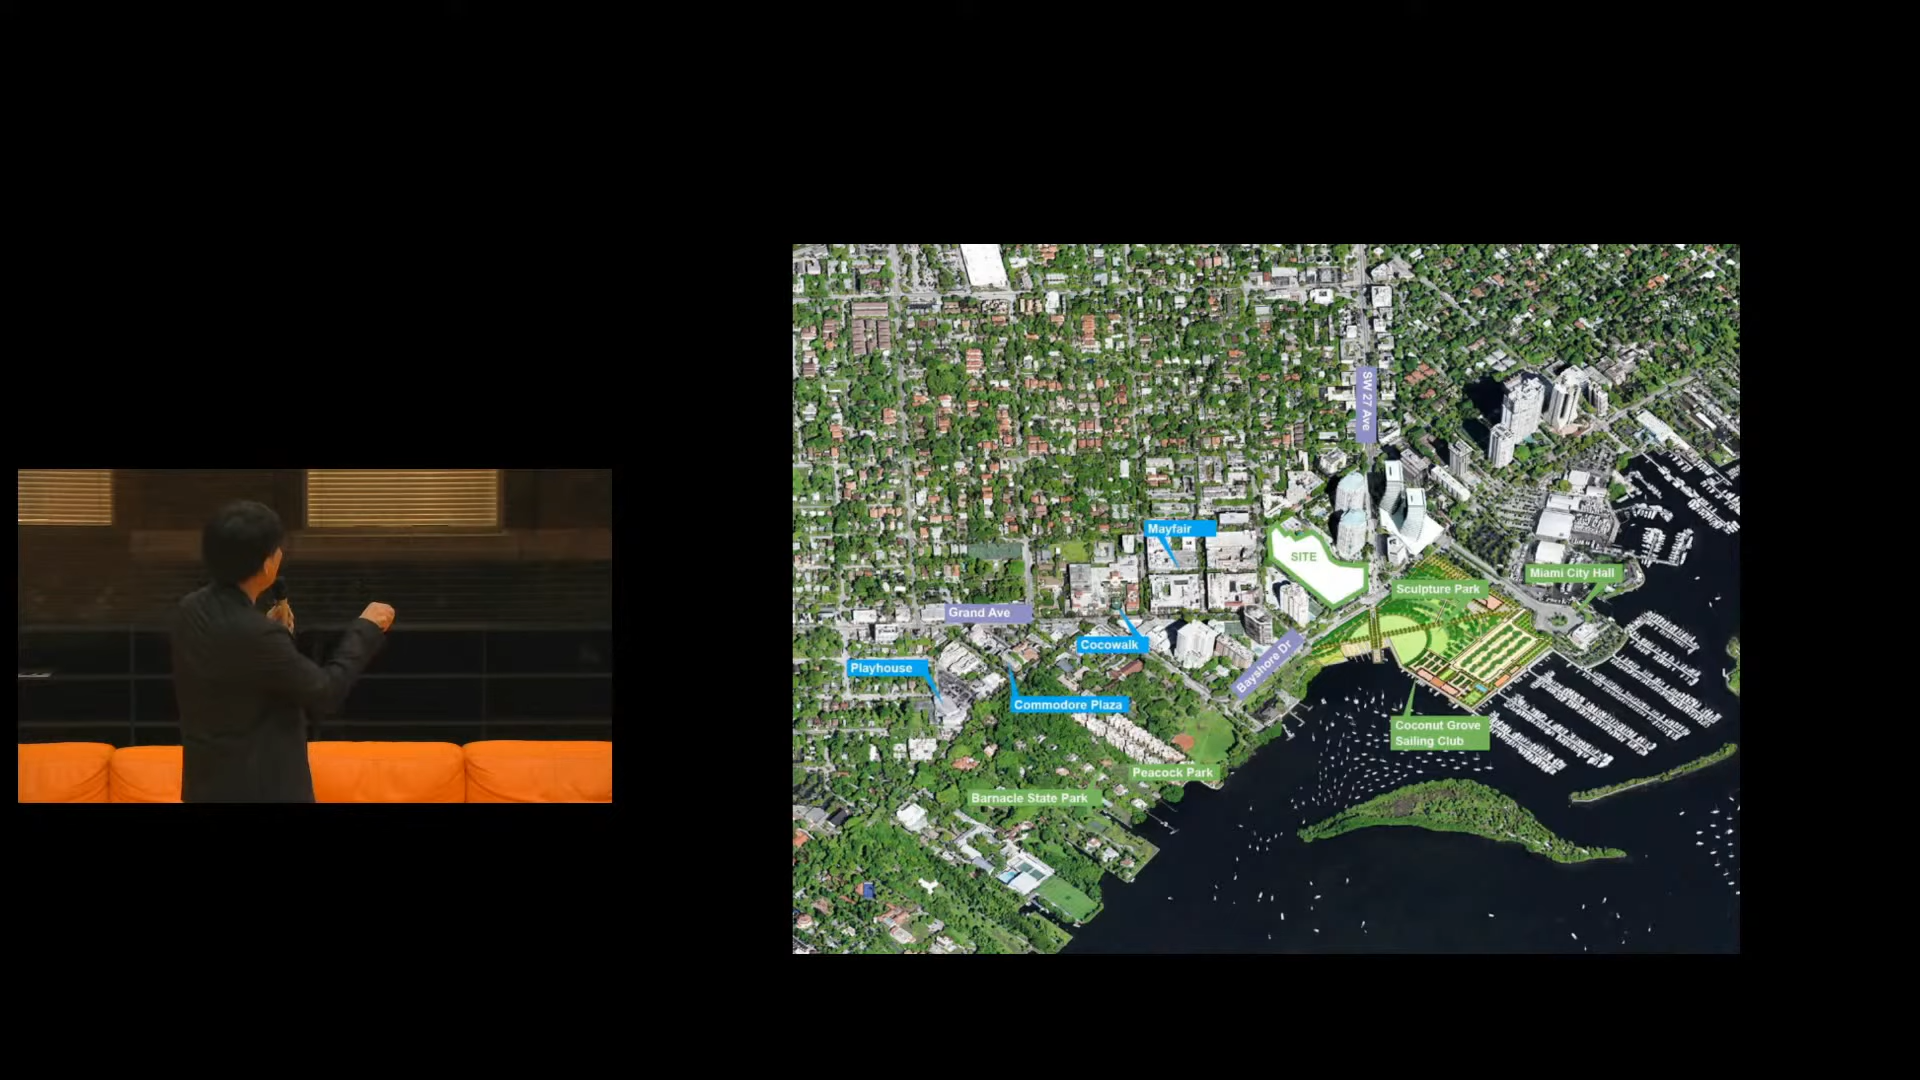 SW 27 Ave
Mayfair
SITE
Miami City Hall
Sculpture Park
Grand Ave
Cocowalk
Bayshore Dr
Playhouse
Commodore Plaza
Coconut Grove
Sailing Club
Peacock Park
Barnacle State Park